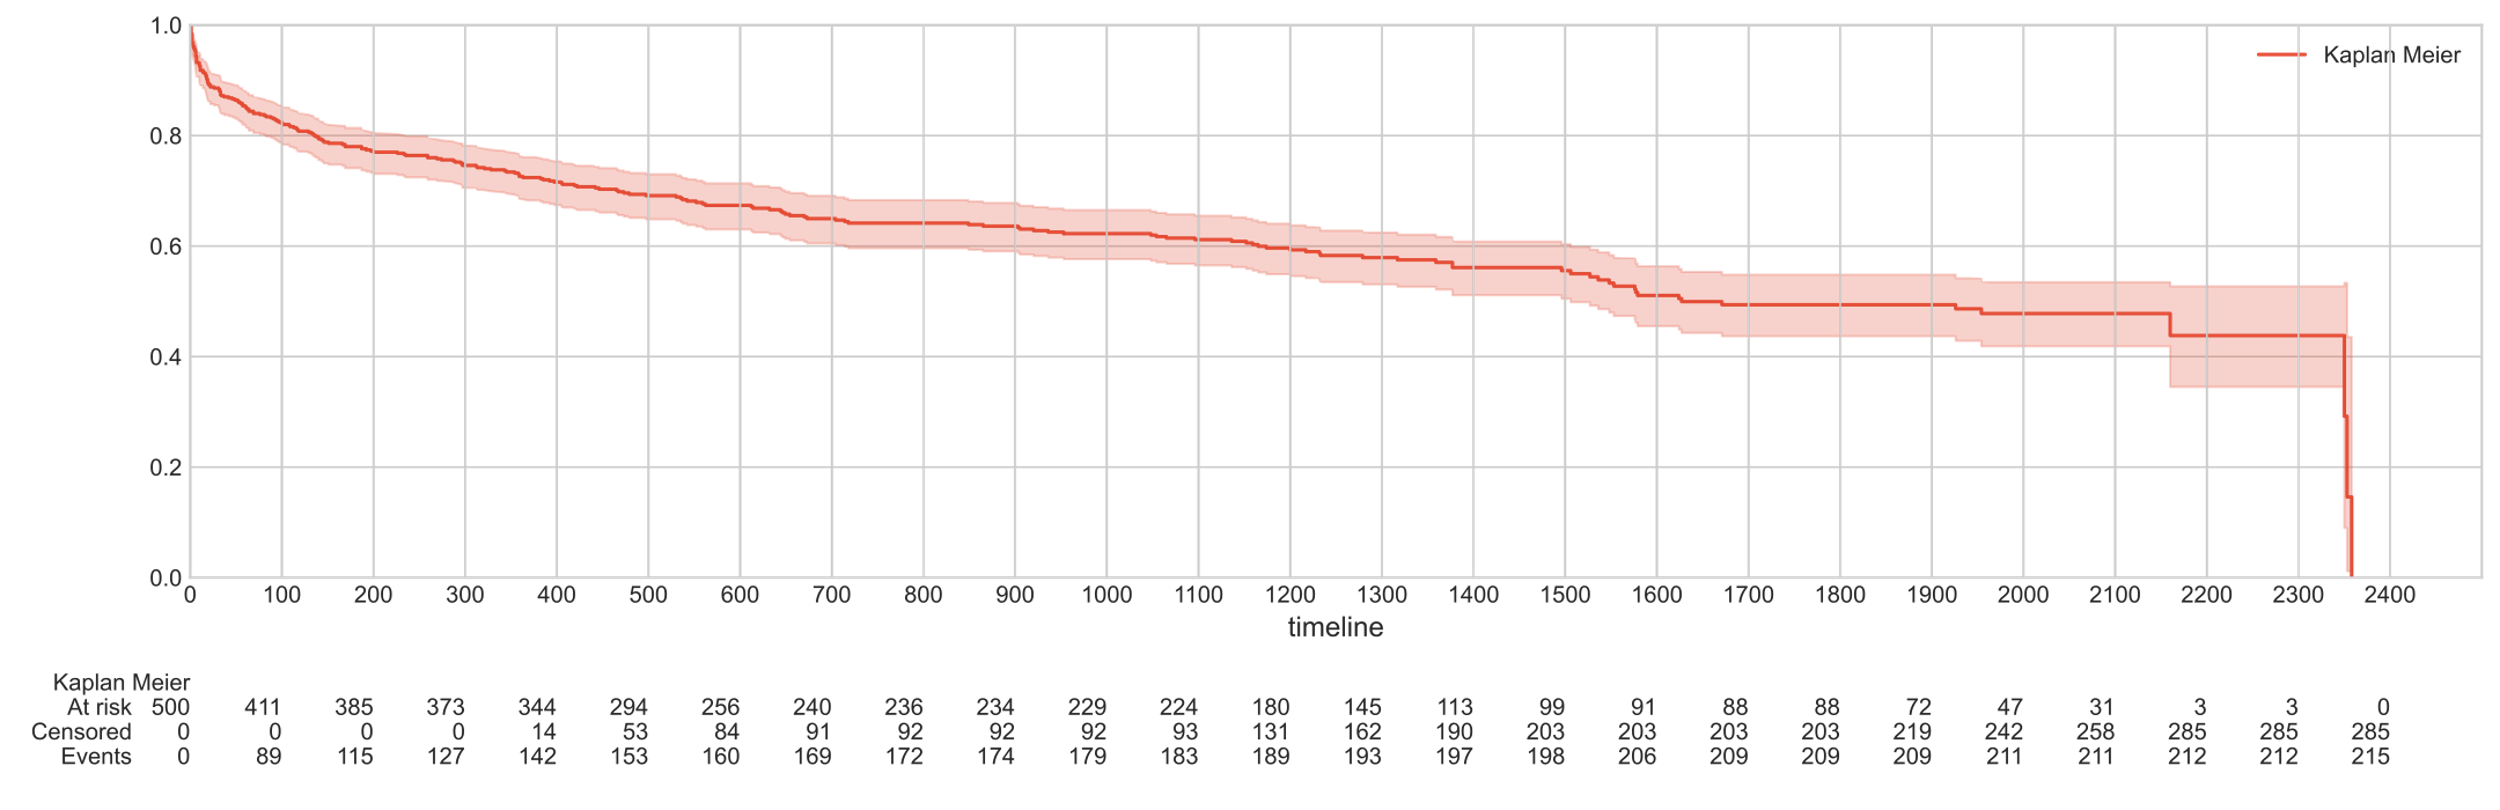 1.0
Kaplan Meier
0.8
0.6
0.4
0.2
0.0
0 100 200 300 400 500 600 700 800 900 1000 1100 1200 1300 1400 1500 1600 1700 1800 1900 2000 2100 2200 2300 2400
timeline
Kaplan Meier
At risk 500 411 385 373 344 294 256 240 236 234 229 224 180 145 113 99 91 88 88 72 47 31 3 3 0
Censored 0 0 0 0 14 53 84 91 92 92 92 93 131 162 190 203 203 203 203 219 242 258 285 285 285
Events 0 89 115 127 142 153 160 169 172 174 179 183 189 193 197 198 206 209 209 209 211 211 212 212 215